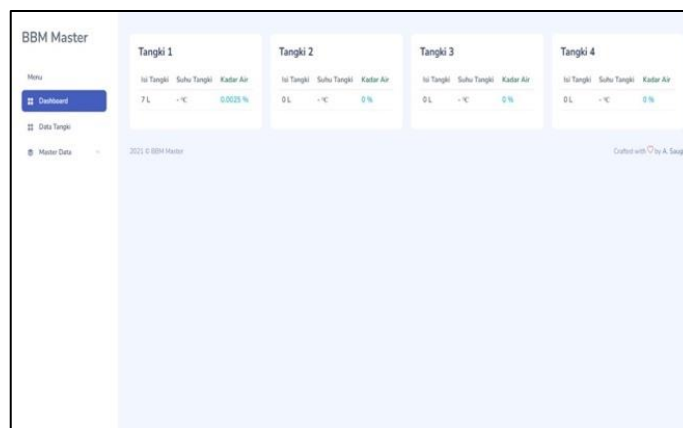 BBM Master
Menu
Dashboard
Data Tangki
Master Data
Tangki 1
Isi Tangki Suhu Tangki Kadar Air
7 L - °C 0.0025 %
Tangki 2
Isi Tangki Suhu Tangki Kadar Air
0 L - °C 0 %
Tangki 3
Isi Tangki Suhu Tangki Kadar Air
0 L - °C 0 %
Tangki 4
Isi Tangki Suhu Tangki Kadar Air
0 L - °C 0 %
2021 © BBM Master
Crafted with by A. Saugi